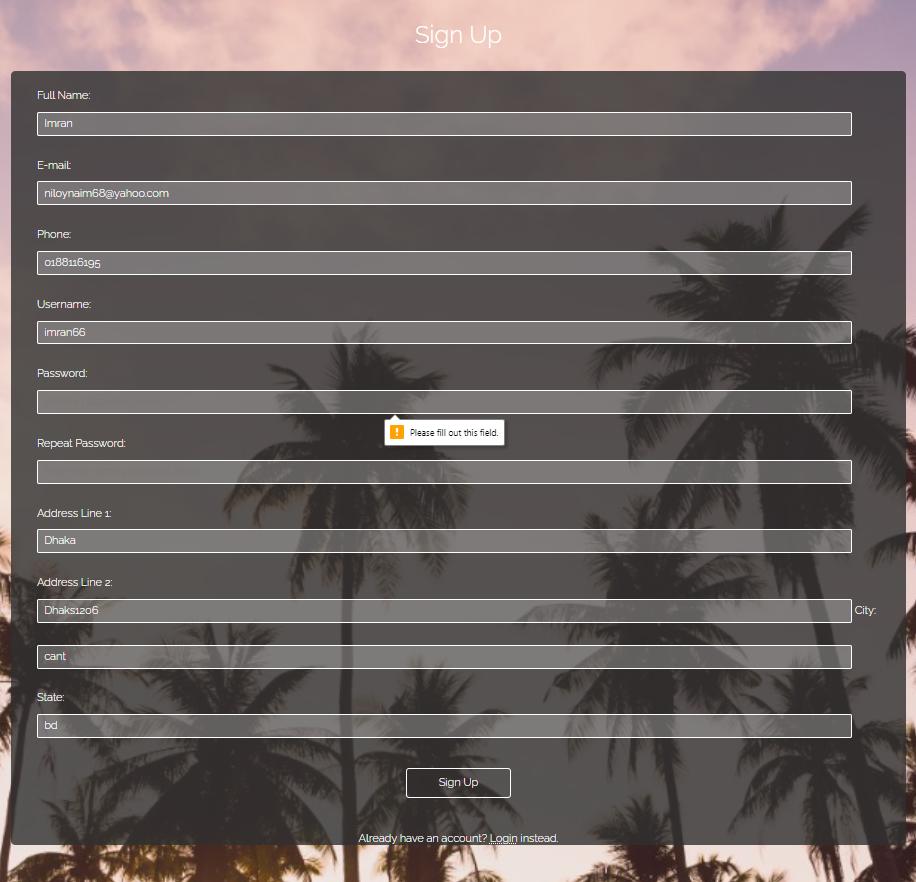 Sign Up
Full Name:
Imran
E-mail:
niloynaim68@yahoo.com
Phone:
0188116195
Username:
imran66
Password:
! Please fill out this field.
Repeat Password:
Address Line 1:
Dhaka
Address Line 2:
Dhaks1206 City:
cant
State:
bd
Sign Up
Already have an account? Login instead.